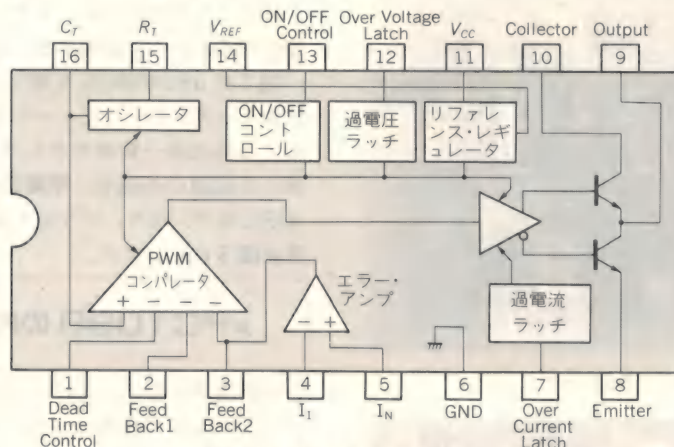 ON/OFF Over Voltage
C_T R_T V_REF Control Latch V_CC Collector Output
16 15 14 13 12 11 10 9
オシレータ
ON/OFF
コント
ロール
過電圧
ラッチ
リファレ
ンス・レギ
ュレータ
PWM
コンパレータ
+ − − −
エラー・
アンプ
− +
過電流
ラッチ
1 2 3 4 5 6 7 8
Dead
Time
Control
Feed
Back1
Feed
Back2
I_I
I_N
GND
Over
Current
Latch
Emitter